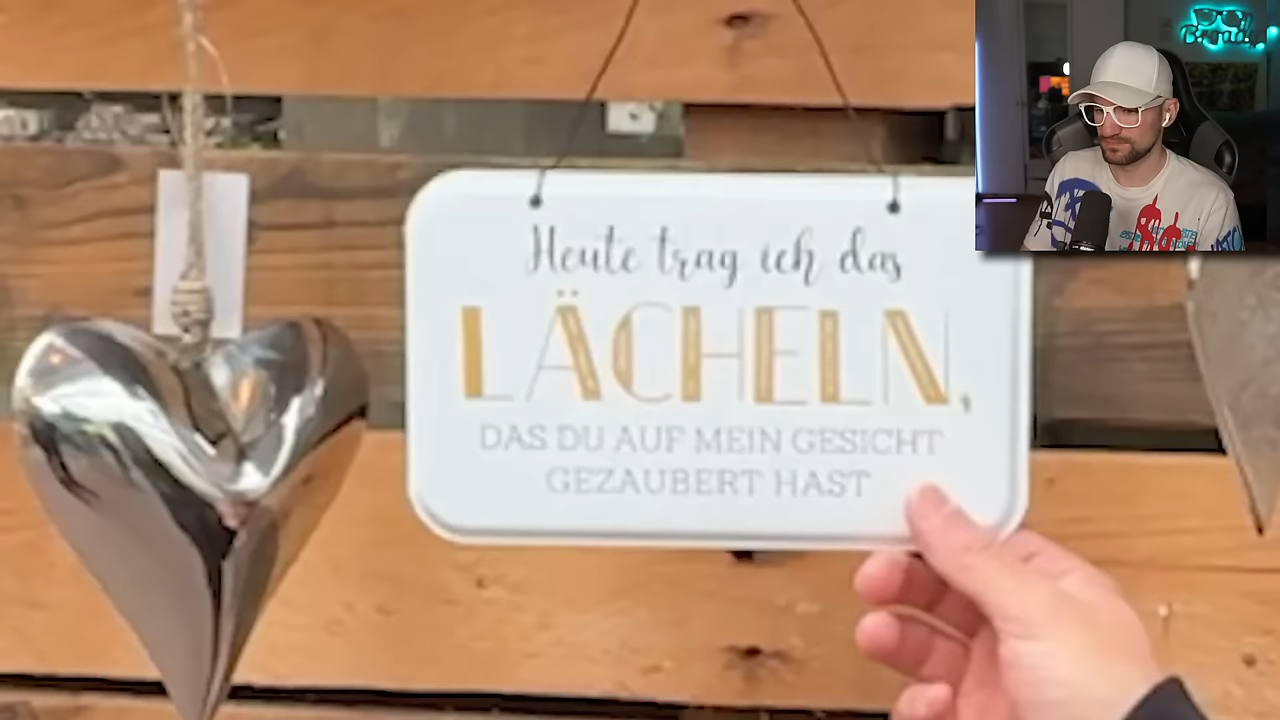 Heute trag ich das
LÄCHELN,
DAS DU AUF MEIN GESICHT
GEZAUBERT HAST